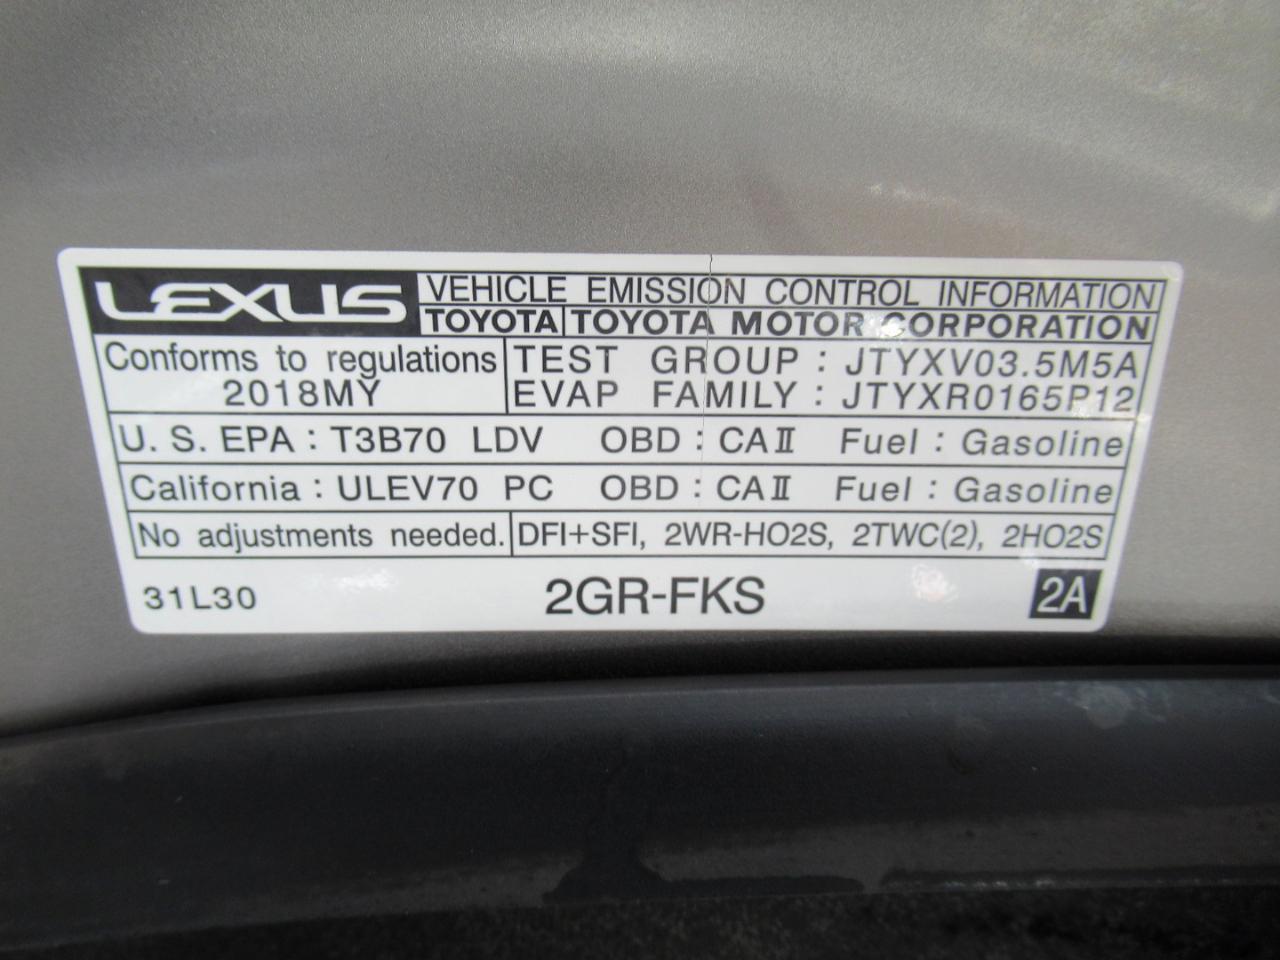 LEXUS VEHICLE EMISSION CONTROL INFORMATION
TOYOTA TOYOTA MOTOR CORPORATION
Conforms to regulations TEST GROUP : JTYXV03.5M5A
2018MY EVAP FAMILY : JTYXR0165P12
U. S. EPA : T3B70 LDV OBD : CAⅡ Fuel : Gasoline
California : ULEV70 PC OBD : CAⅡ Fuel : Gasoline
No adjustments needed. DFI+SFI, 2WR-HO2S, 2TWC(2), 2HO2S
31L30 2GR-FKS 2A